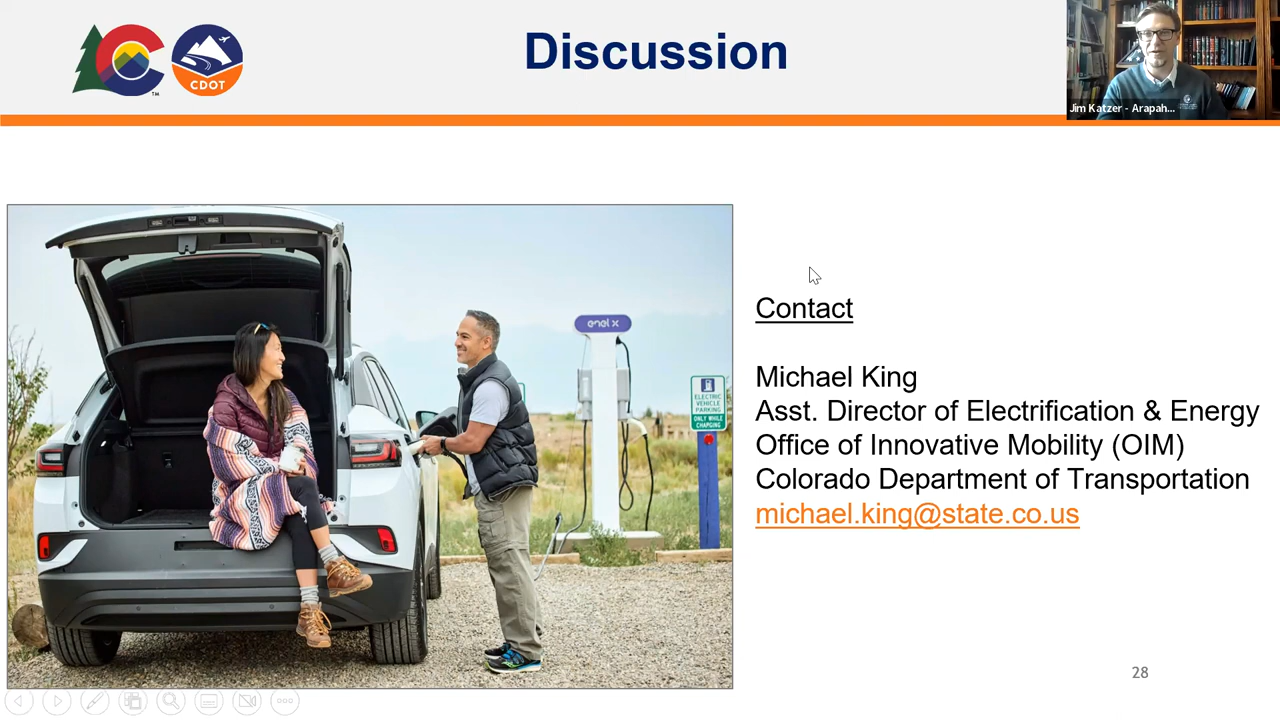 Discussion
CDOT
TM
Jim Katzer - Arapah...
enel x
ELECTRIC
VEHICLE
PARKING
ONLY WHILE
CHARGING
Contact
Michael King
Asst. Director of Electrification & Energy
Office of Innovative Mobility (OIM)
Colorado Department of Transportation
michael.king@state.co.us
28